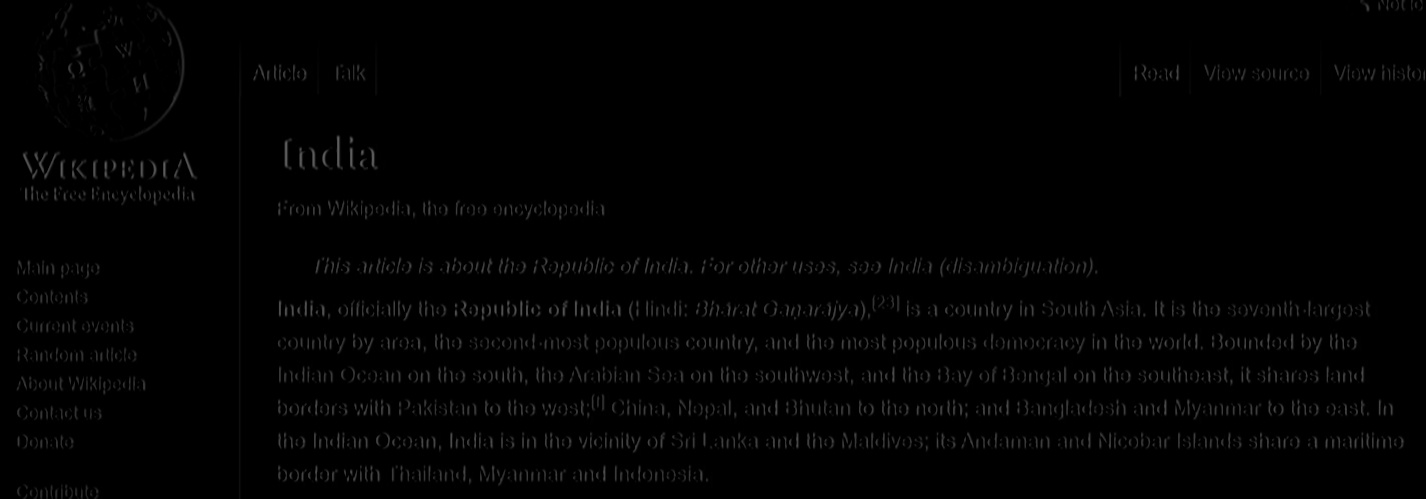 Not lo
Article Talk Read View source View histor
WIKIPEDIA
The Free Encyclopedia
India
From Wikipedia, the free encyclopedia
Main page
Contents
Current events
Random article
About Wikipedia
Contact us
Donate
Contribute
This article is about the Republic of India. For other uses, see India (disambiguation).
India, officially the Republic of India (Hindi: Bhārat Gaṇarājya),[23] is a country in South Asia. It is the seventh-largest
country by area, the second-most populous country, and the most populous democracy in the world. Bounded by the
Indian Ocean on the south, the Arabian Sea on the southwest, and the Bay of Bengal on the southeast, it shares land
borders with Pakistan to the west;[f] China, Nepal, and Bhutan to the north; and Bangladesh and Myanmar to the east. In
the Indian Ocean, India is in the vicinity of Sri Lanka and the Maldives; its Andaman and Nicobar Islands share a maritime
border with Thailand, Myanmar and Indonesia.